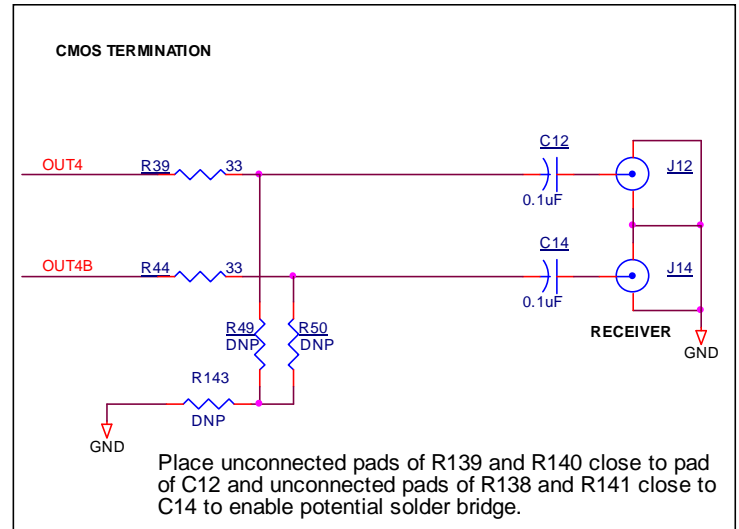 CMOS TERMINATION
OUT4 R39 33 C12 0.1uF J12
OUT4B R44 33 C14 0.1uF J14
R49 DNP R50 DNP
RECEIVER
GND
R143 DNP
GND
Place unconnected pads of R139 and R140 close to pad
of C12 and unconnected pads of R138 and R141 close to
C14 to enable potential solder bridge.